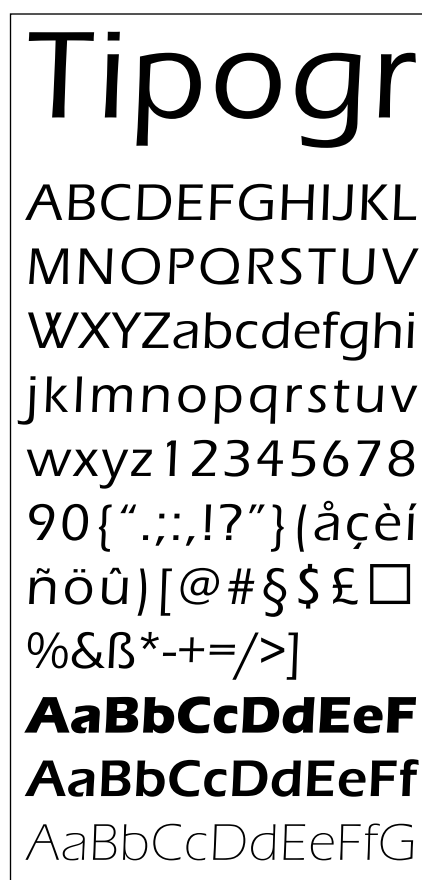 Tipogr
ABCDEFGHIJKL
MNOPQRSTUV
WXYZabcdefghi
jklmnopqrstuv
wxyz12345678
90{“.;:,!?”}(åçèí
ñöû)[@#§$£□
%&ß*-+=/>]
AaBbCcDdEeF
AaBbCcDdEeFf
AaBbCcDdEeFfG